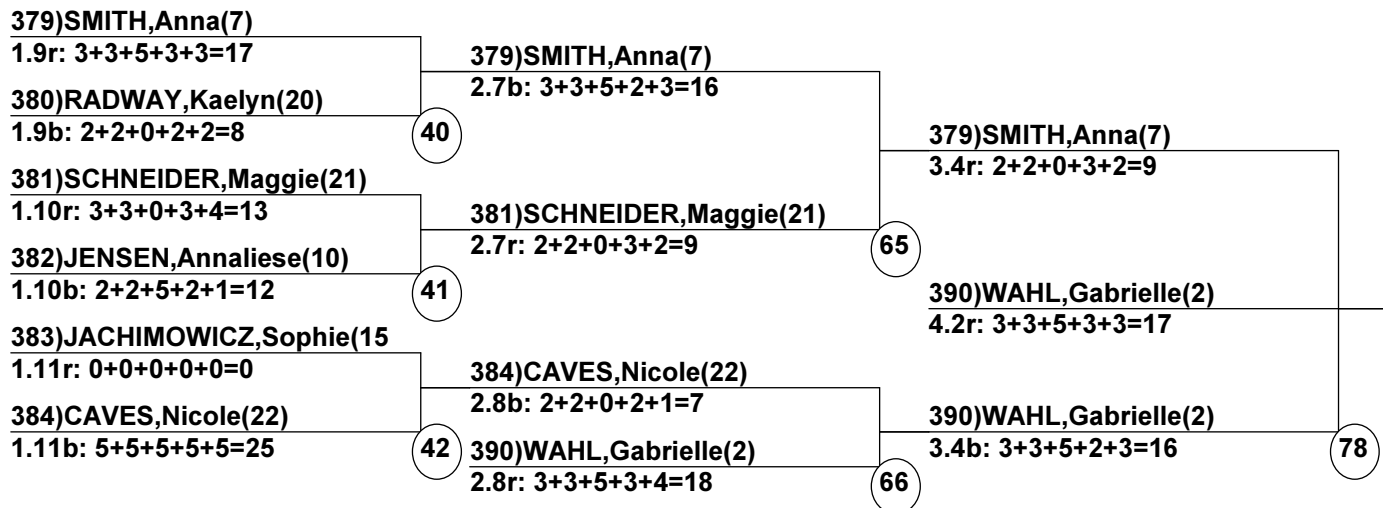 379)SMITH,Anna(7)
1.9r: 3+3+5+3+3=17
380)RADWAY,Kaelyn(20)
1.9b: 2+2+0+2+2=8
40
381)SCHNEIDER,Maggie(21)
1.10r: 3+3+0+3+4=13
382)JENSEN,Annaliese(10)
1.10b: 2+2+5+2+1=12
41
383)JACHIMOWICZ,Sophie(15
1.11r: 0+0+0+0+0=0
384)CAVES,Nicole(22)
1.11b: 5+5+5+5+5=25
42
379)SMITH,Anna(7)
2.7b: 3+3+5+2+3=16
381)SCHNEIDER,Maggie(21)
2.7r: 2+2+0+3+2=9
65
384)CAVES,Nicole(22)
2.8b: 2+2+0+2+1=7
390)WAHL,Gabrielle(2)
2.8r: 3+3+5+3+4=18
66
379)SMITH,Anna(7)
3.4r: 2+2+0+3+2=9
390)WAHL,Gabrielle(2)
4.2r: 3+3+5+3+3=17
390)WAHL,Gabrielle(2)
3.4b: 3+3+5+2+3=16
78